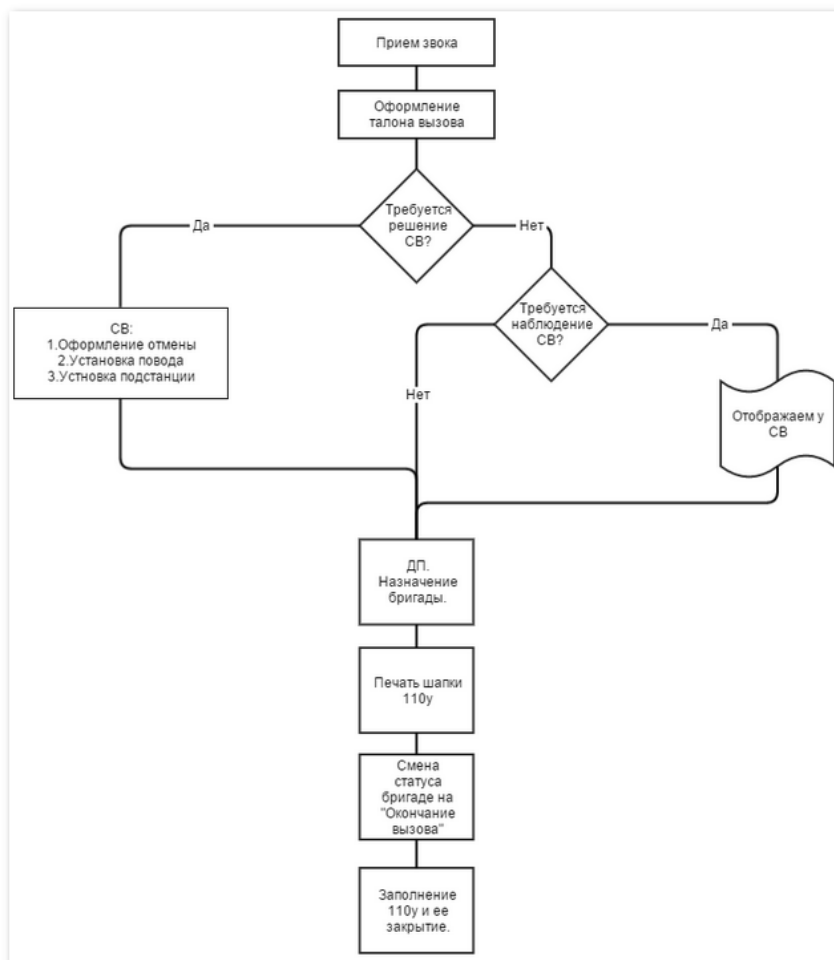 Прием звока
Оформление
талона вызова
Требуется
решение
СВ?
Да
Нет
СВ:
1.Оформление отмены
2.Установка повода
3.Устновка подстанции
Требуется
наблюдение
СВ?
Нет
Да
Отображаем у
СВ
ДП.
Назначение
бригады.
Печать шапки
110у
Смена
статуса
бригаде на
"Окончание
вызова"
Заполнение
110у и ее
закрытие.